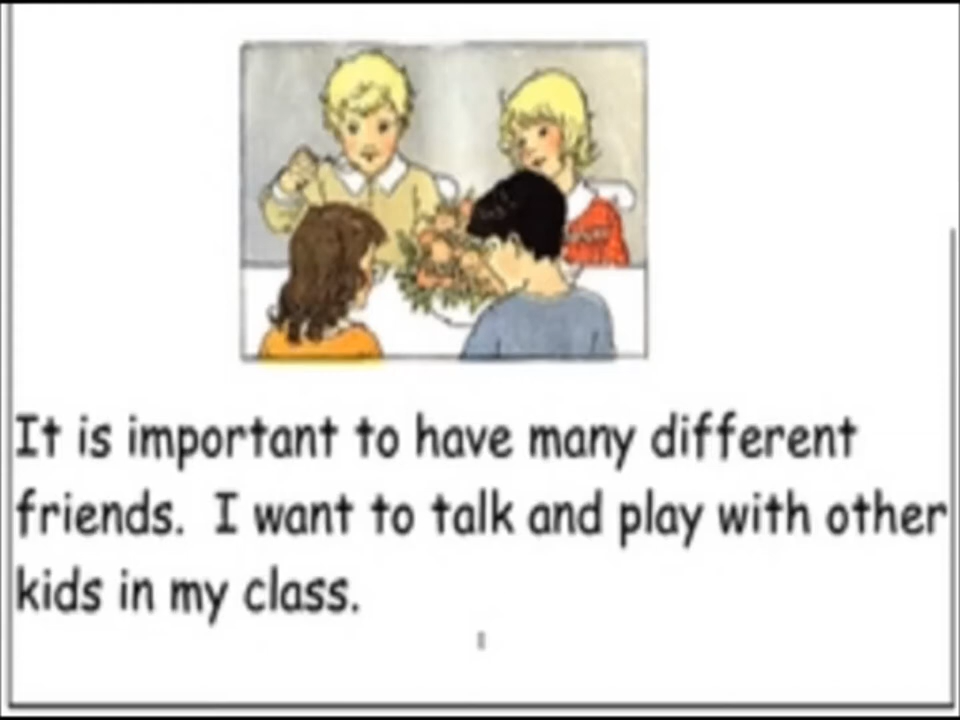 It is important to have many different
friends. I want to talk and play with other
kids in my class.